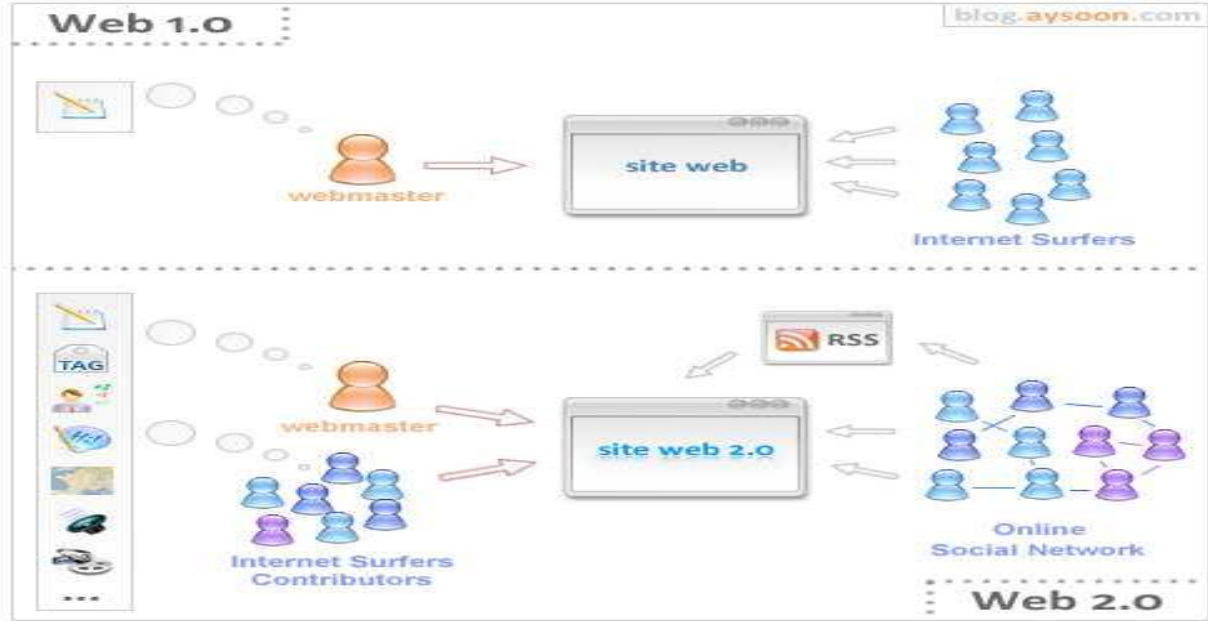 Web 1.0
blog.aysoon.com
site web
webmaster
Internet Surfers
RSS
TAG
webmaster
site web 2.0
Internet Surfers
Contributors
Online
Social Network
...
Web 2.0